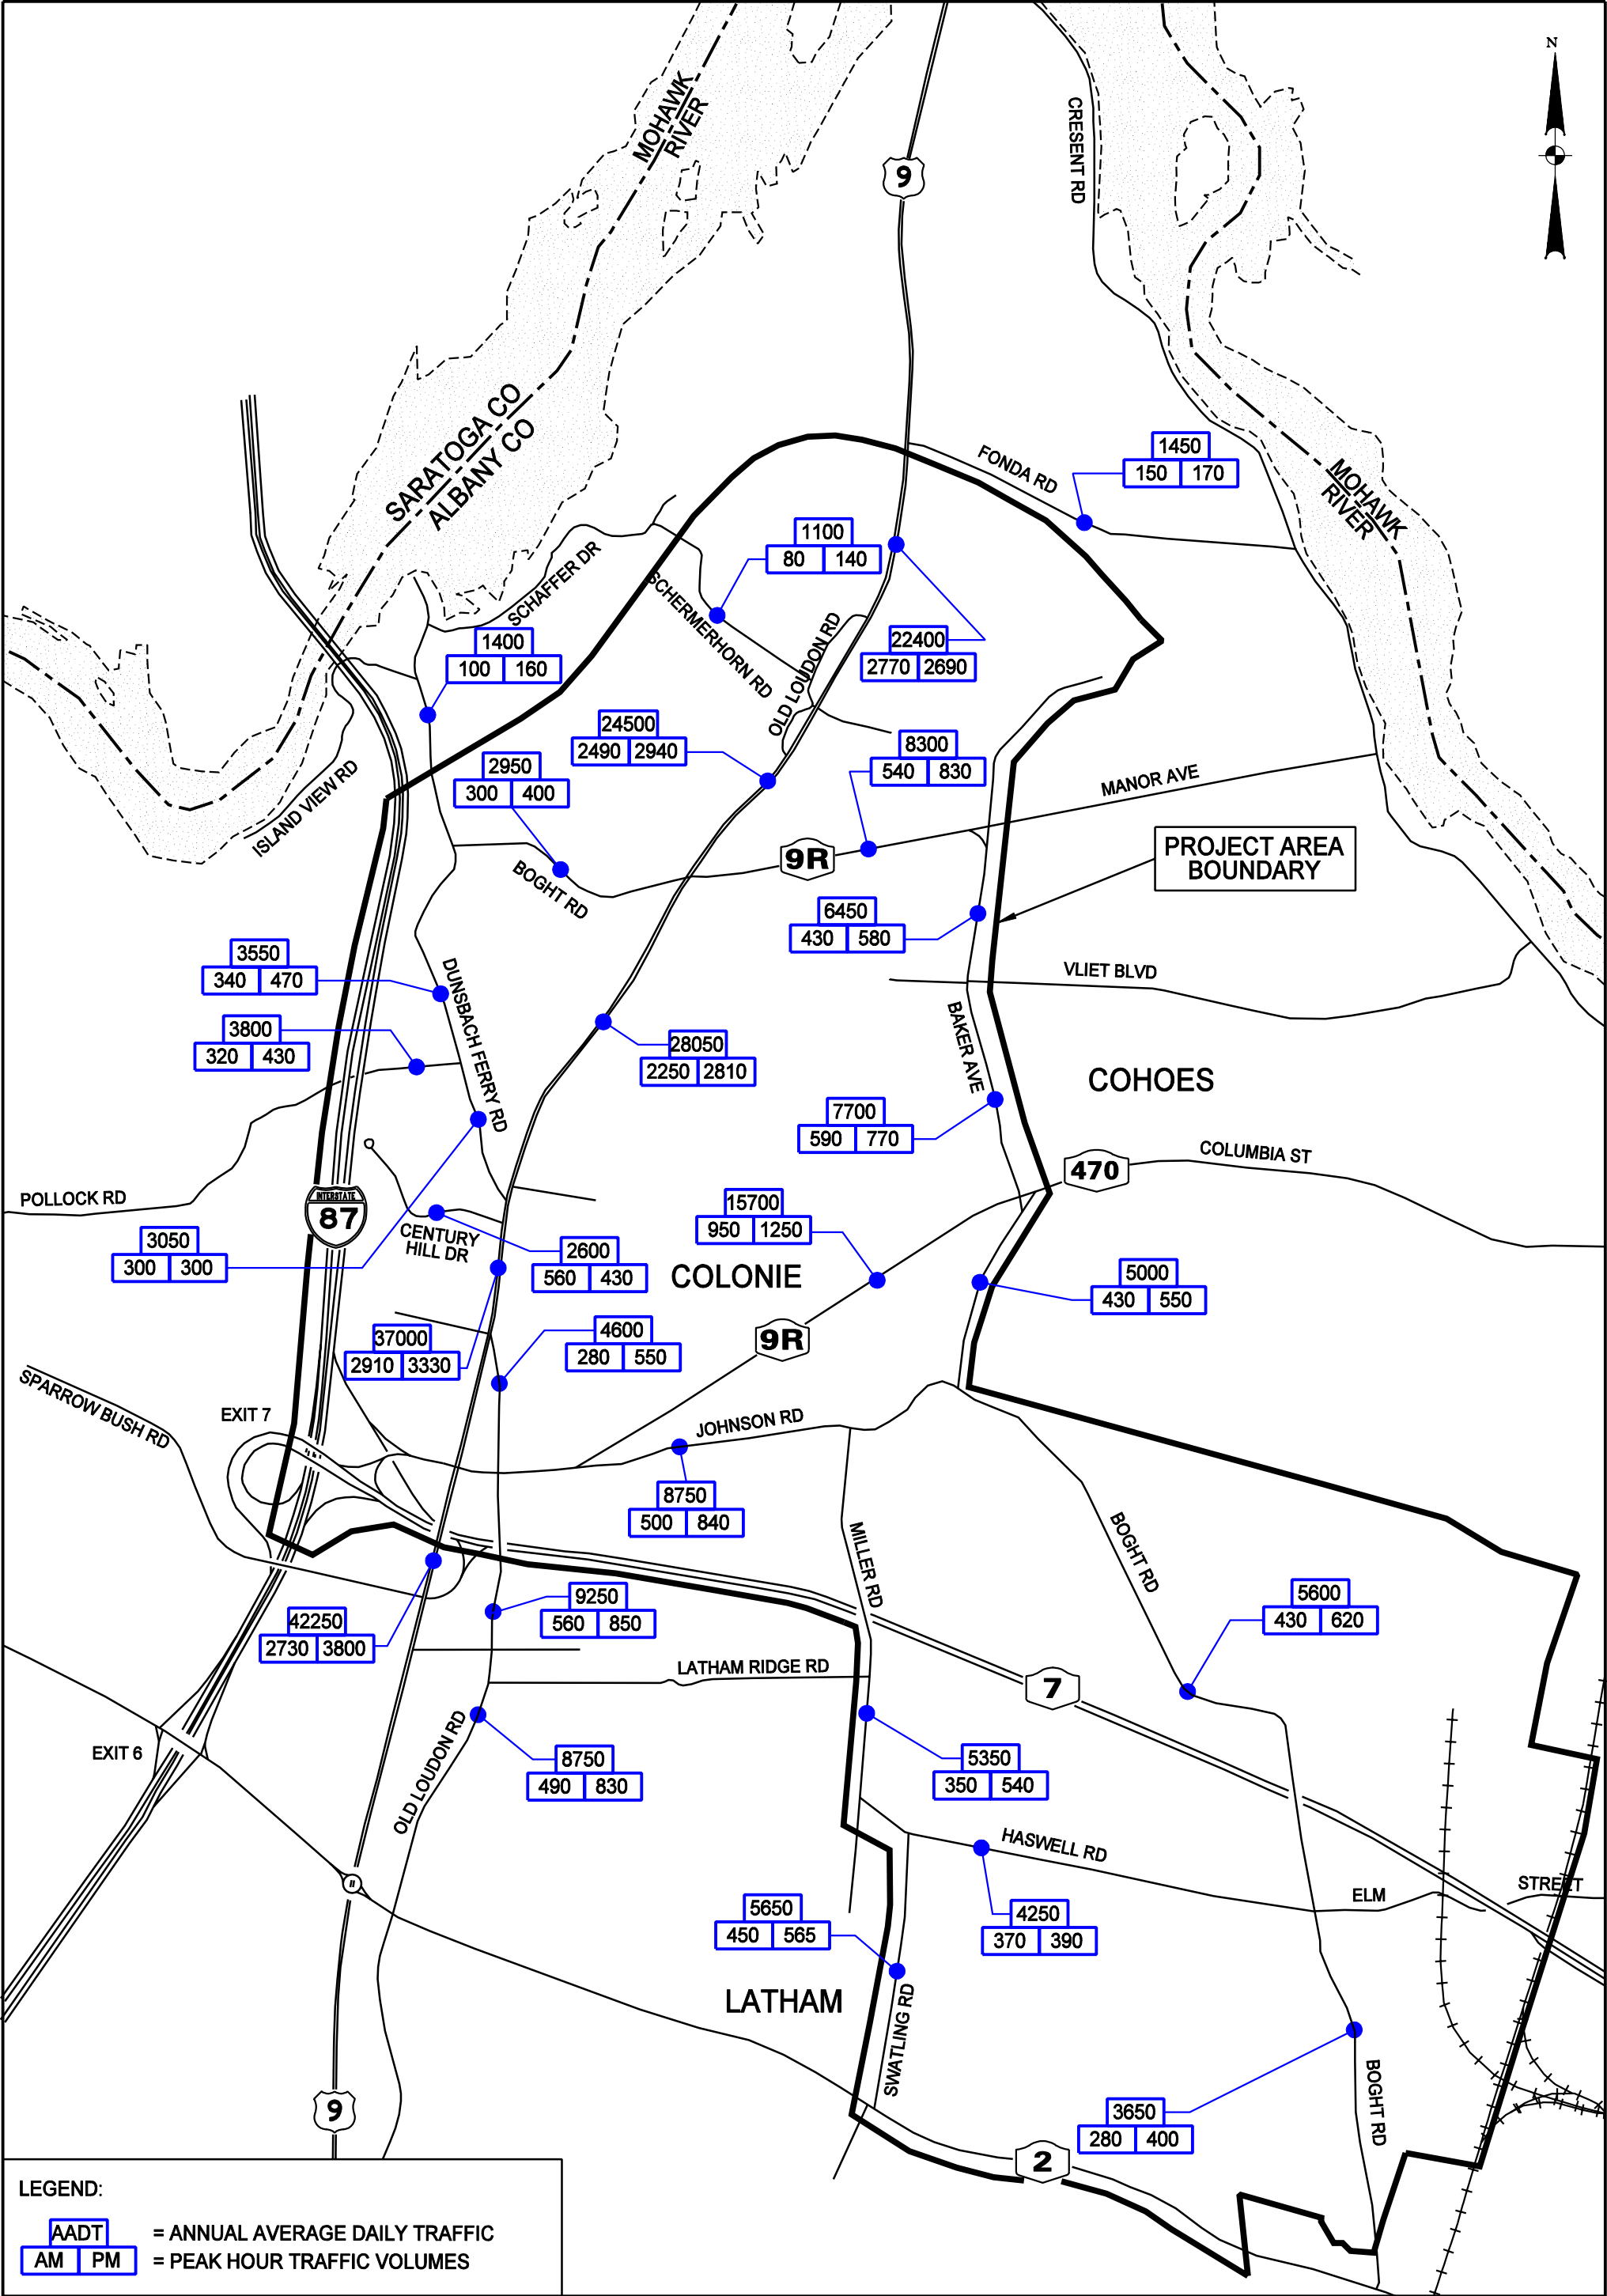 N
MOHAWK
RIVER
CRESENT RD
9
SARATOGA CO
ALBANY CO
FONDA RD
1450
150 170
MOHAWK
RIVER
1100
80 140
SCHAFFER DR
SCHERMERHORN RD
OLD LOUDON RD
1400
100 160
22400
2770 2690
24500
2490 2940
8300
540 830
2950
300 400
MANOR AVE
ISLAND VIEW RD
9R
PROJECT AREA
BOUNDARY
BOGHT RD
6450
430 580
3550
340 470
DUNSBACH FERRY RD
VLIET BLVD
3800
320 430
28050
2250 2810
BAKER AVE
COHOES
7700
590 770
COLUMBIA ST
470
POLLOCK RD
INTERSTATE
87
15700
950 1250
CENTURY
HILL DR
3050
300 300
2600
560 430
COLONIE
5000
430 550
37000
2910 3330
4600
280 550
9R
SPARROW BUSH RD
EXIT 7
JOHNSON RD
8750
500 840
MILLER RD
BOGHT RD
9250
560 850
5600
430 620
42250
2730 3800
LATHAM RIDGE RD
7
EXIT 6
OLD LOUDON RD
8750
490 830
5350
350 540
HASWELL RD
ELM
STREET
5650
450 565
4250
370 390
LATHAM
SWATLING RD
BOGHT RD
9
3650
280 400
2
LEGEND:
AADT = ANNUAL AVERAGE DAILY TRAFFIC
AM PM = PEAK HOUR TRAFFIC VOLUMES